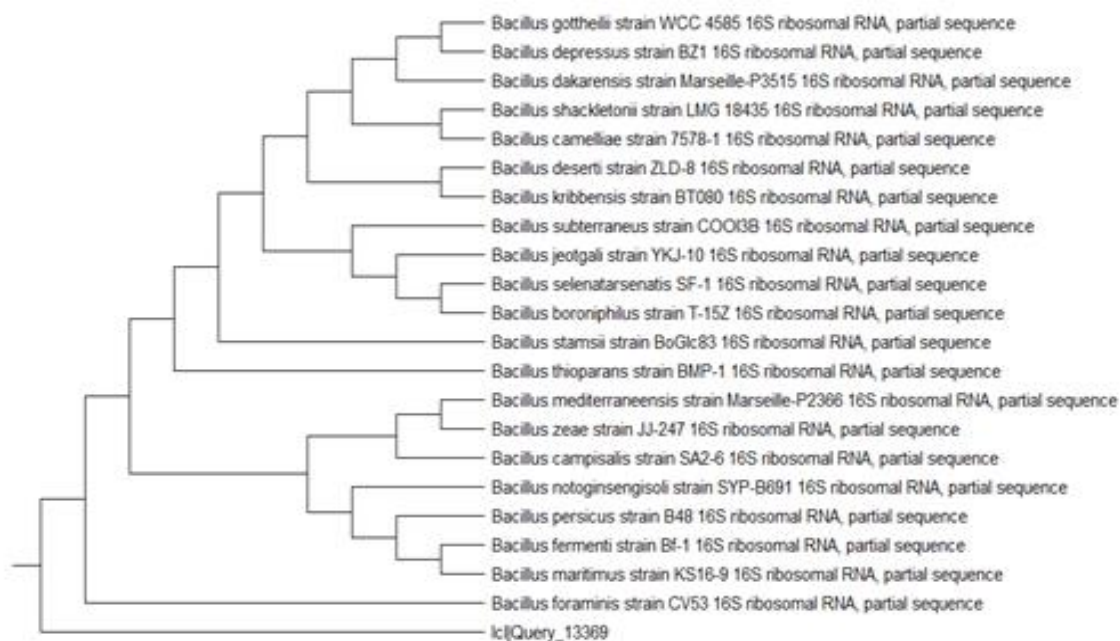 Bacillus gottheilii strain WCC 4585 16S ribosomal RNA, partial sequence
Bacillus depressus strain BZ1 16S ribosomal RNA, partial sequence
Bacillus dakarensis strain Marseille-P3515 16S ribosomal RNA, partial sequence
Bacillus shackletonii strain LMG 18435 16S ribosomal RNA, partial sequence
Bacillus camelliae strain 7578-1 16S ribosomal RNA, partial sequence
Bacillus deserti strain ZLD-8 16S ribosomal RNA, partial sequence
Bacillus kribbensis strain BT080 16S ribosomal RNA, partial sequence
Bacillus subterraneus strain COOI3B 16S ribosomal RNA, partial sequence
Bacillus jeotgali strain YKJ-10 16S ribosomal RNA, partial sequence
Bacillus selenatarsenatis SF-1 16S ribosomal RNA, partial sequence
Bacillus boroniphilus strain T-15Z 16S ribosomal RNA, partial sequence
Bacillus stamsii strain BoGlc83 16S ribosomal RNA, partial sequence
Bacillus thioparans strain BMP-1 16S ribosomal RNA, partial sequence
Bacillus mediterraneensis strain Marseille-P2366 16S ribosomal RNA, partial sequence
Bacillus zeae strain JJ-247 16S ribosomal RNA, partial sequence
Bacillus campisalis strain SA2-6 16S ribosomal RNA, partial sequence
Bacillus notoginsengisoli strain SYP-B691 16S ribosomal RNA, partial sequence
Bacillus persicus strain B48 16S ribosomal RNA, partial sequence
Bacillus fermenti strain Bf-1 16S ribosomal RNA, partial sequence
Bacillus maritimus strain KS16-9 16S ribosomal RNA, partial sequence
Bacillus foraminis strain CV53 16S ribosomal RNA, partial sequence
lcl|Query_13369